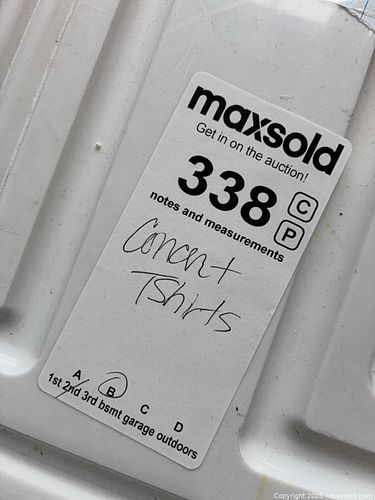 maxsold
Get in on the auction!
338 C
P
notes and measurements
Concert
TShirts
A B C D
1st 2nd 3rd bsmt garage outdoors
Copyright 2025 - maxsold.com